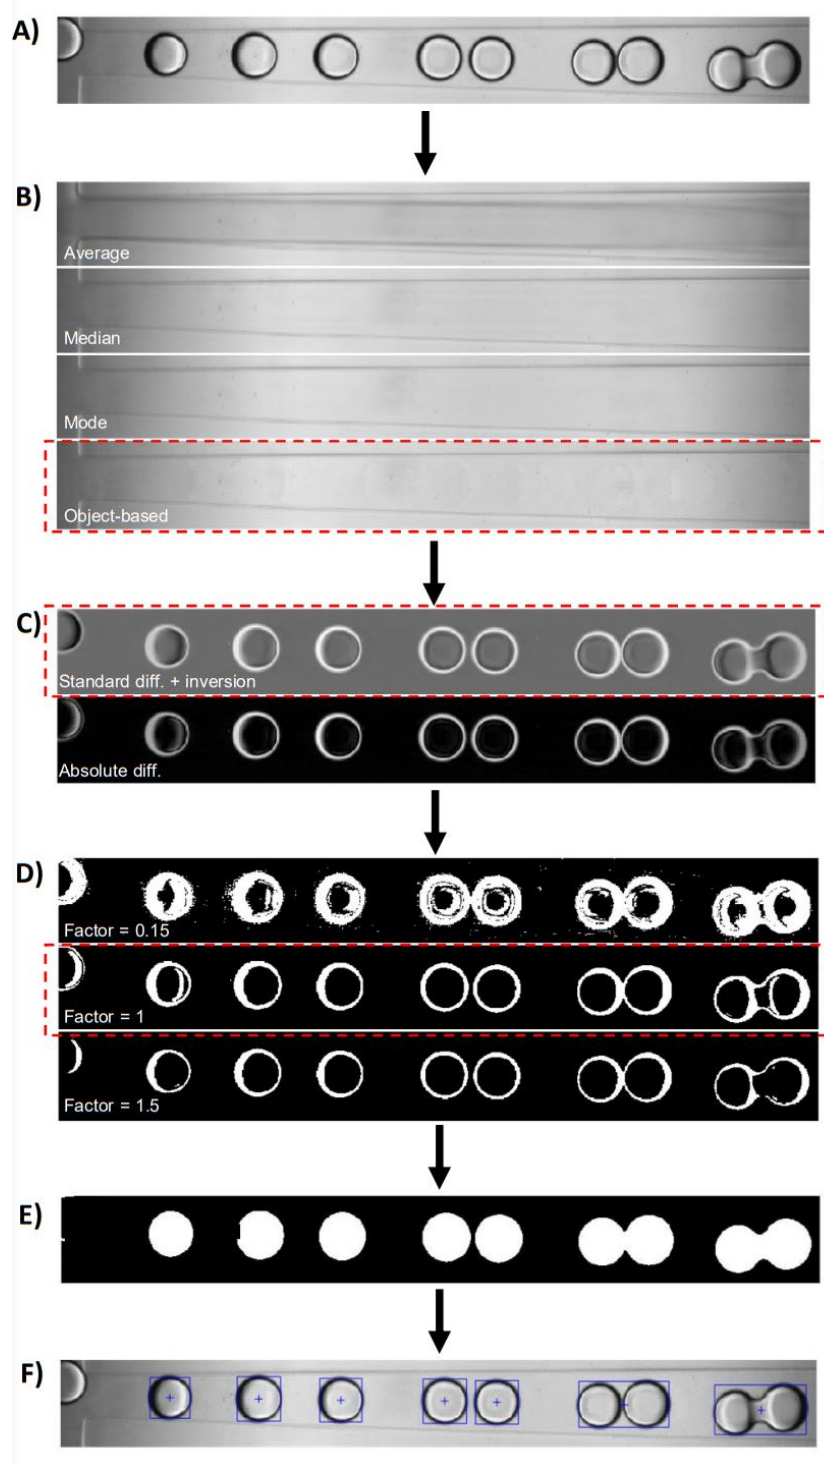 A)
B)
Average
Median
Mode
Object-based
C)
Standard diff. + inversion
Absolute diff.
D)
Factor = 0.15
Factor = 1
Factor = 1.5
E)
F)